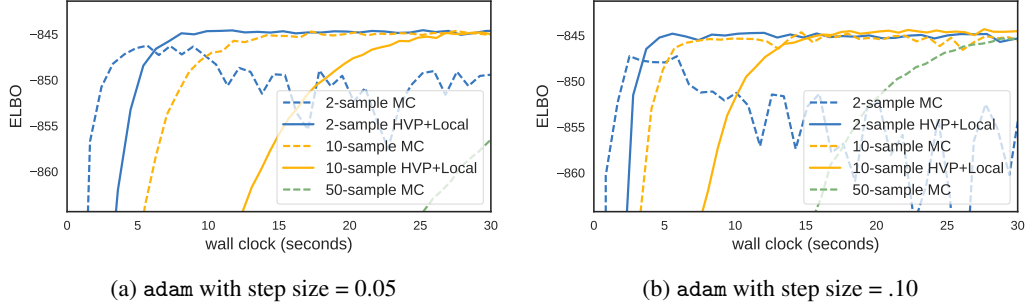 −845
−850
−855
−860
ELBO
2-sample MC
2-sample HVP+Local
10-sample MC
10-sample HVP+Local
50-sample MC
0 5 10 15 20 25 30
wall clock (seconds)
(a) adam with step size = 0.05
−845
−850
−855
−860
ELBO
2-sample MC
2-sample HVP+Local
10-sample MC
10-sample HVP+Local
50-sample MC
0 5 10 15 20 25 30
wall clock (seconds)
(b) adam with step size = .10